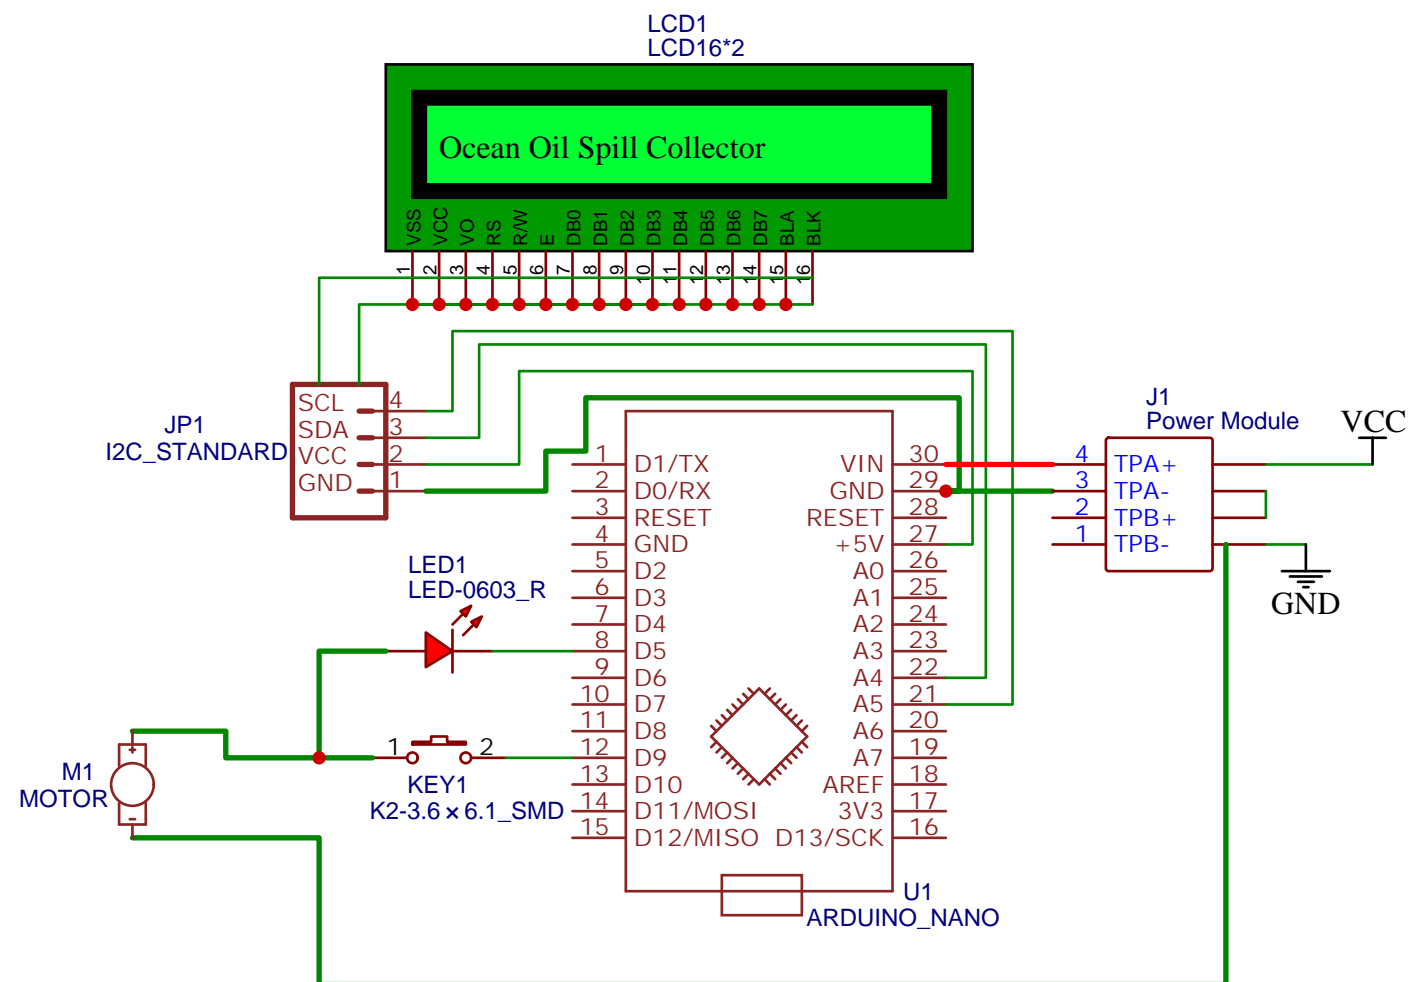 LCD1
LCD16*2
Ocean Oil Spill Collector
VSS VCC VO RS R/W E DB0 DB1 DB2 DB3 DB4 DB5 DB6 DB7 BLA BLK
1 2 3 4 5 6 7 8 9 10 11 12 13 14 15 16
JP1
I2C_STANDARD
SCL 4
SDA 3
VCC 2
GND 1
J1
Power Module
VCC
4 TPA+
3 TPA-
2 TPB+
1 TPB-
GND
1 D1/TX VIN 30
2 D0/RX GND 29
3 RESET RESET 28
4 GND +5V 27
5 D2 A0 26
6 D3 A1 25
7 D4 A2 24
8 D5 A3 23
9 D6 A4 22
10 D7 A5 21
11 D8 A6 20
12 D9 A7 19
13 D10 AREF 18
14 D11/MOSI 3V3 17
15 D12/MISO D13/SCK 16
U1
ARDUINO_NANO
LED1
LED-0603_R
1 2
KEY1
K2-3.6×6.1_SMD
M1
MOTOR
+
-